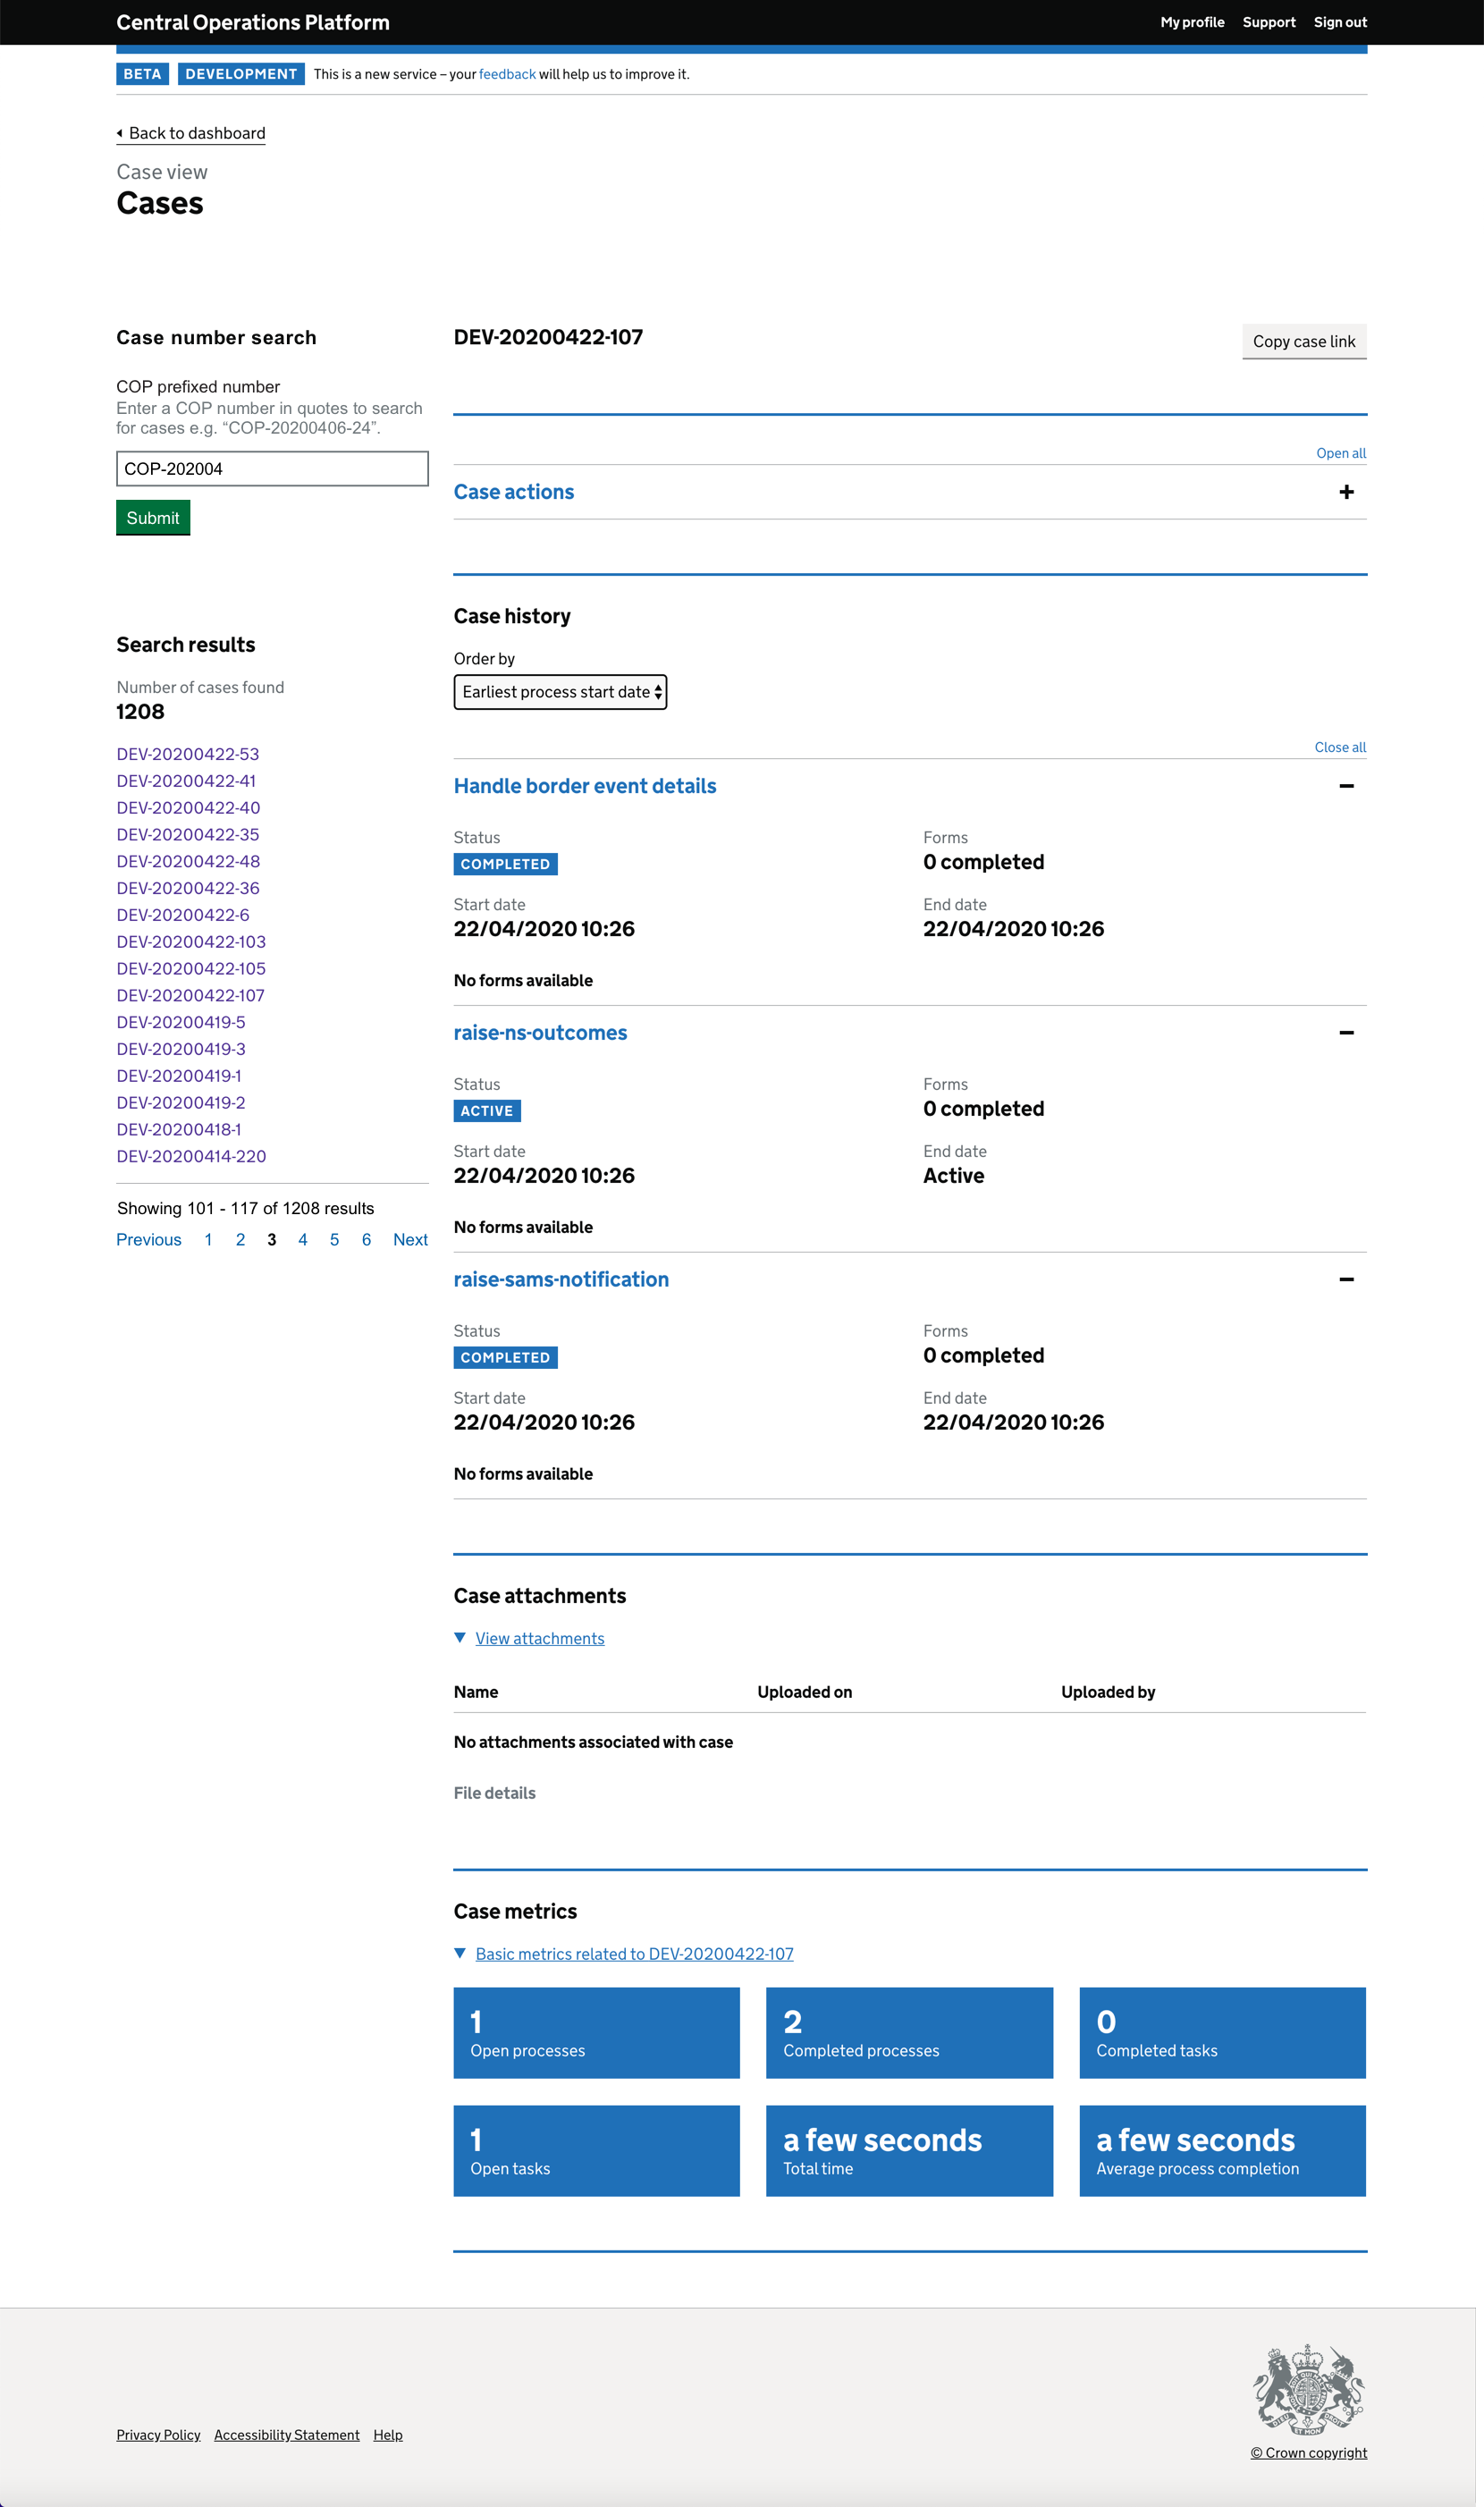 Central Operations Platform
My profile Support Sign out
BETA DEVELOPMENT This is a new service – your feedback will help us to improve it.
Back to dashboard
Case view
Cases
Case number search
COP prefixed number
Enter a COP number in quotes to search
for cases e.g. “COP-20200406-24”.
COP-202004
Submit
Search results
Number of cases found
1208
DEV-20200422-53
DEV-20200422-41
DEV-20200422-40
DEV-20200422-35
DEV-20200422-48
DEV-20200422-36
DEV-20200422-6
DEV-20200422-103
DEV-20200422-105
DEV-20200422-107
DEV-20200419-5
DEV-20200419-3
DEV-20200419-1
DEV-20200419-2
DEV-20200418-1
DEV-20200414-220
Showing 101 - 117 of 1208 results
Previous 1 2 3 4 5 6 Next
DEV-20200422-107
Copy case link
Open all
Case actions
Case history
Order by
Earliest process start date
Close all
Handle border event details
Status Forms
COMPLETED 0 completed
Start date End date
22/04/2020 10:26 22/04/2020 10:26
No forms available
raise-ns-outcomes
Status Forms
ACTIVE 0 completed
Start date End date
22/04/2020 10:26 Active
No forms available
raise-sams-notification
Status Forms
COMPLETED 0 completed
Start date End date
22/04/2020 10:26 22/04/2020 10:26
No forms available
Case attachments
View attachments
Name Uploaded on Uploaded by
No attachments associated with case
File details
Case metrics
Basic metrics related to DEV-20200422-107
1 2 0
Open processes Completed processes Completed tasks
1 a few seconds a few seconds
Open tasks Total time Average process completion
Privacy Policy Accessibility Statement Help
© Crown copyright